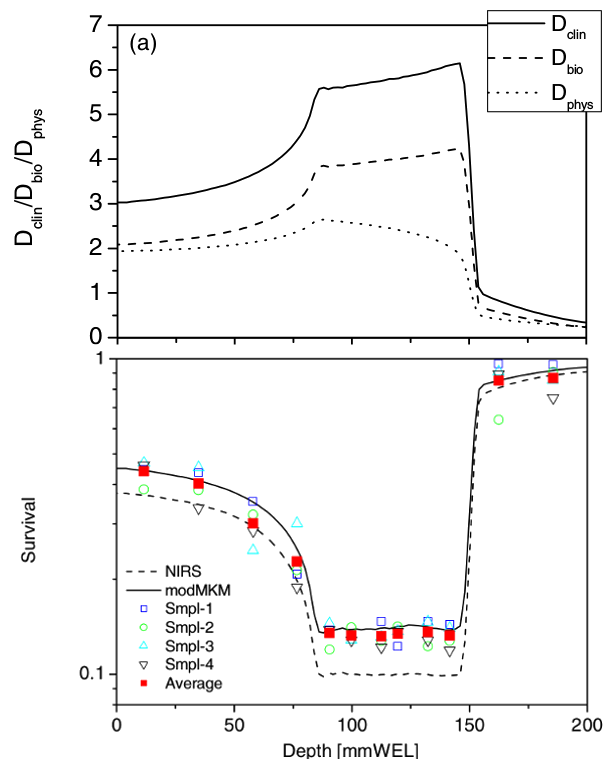 (a)
D_clin
D_bio
D_phys
D_clin/D_bio/D_phys
7
6
5
4
3
2
1
0
1
0.1
Survival
NIRS
modMKM
Smpl-1
Smpl-2
Smpl-3
Smpl-4
Average
0 50 100 150 200
Depth [mmWEL]